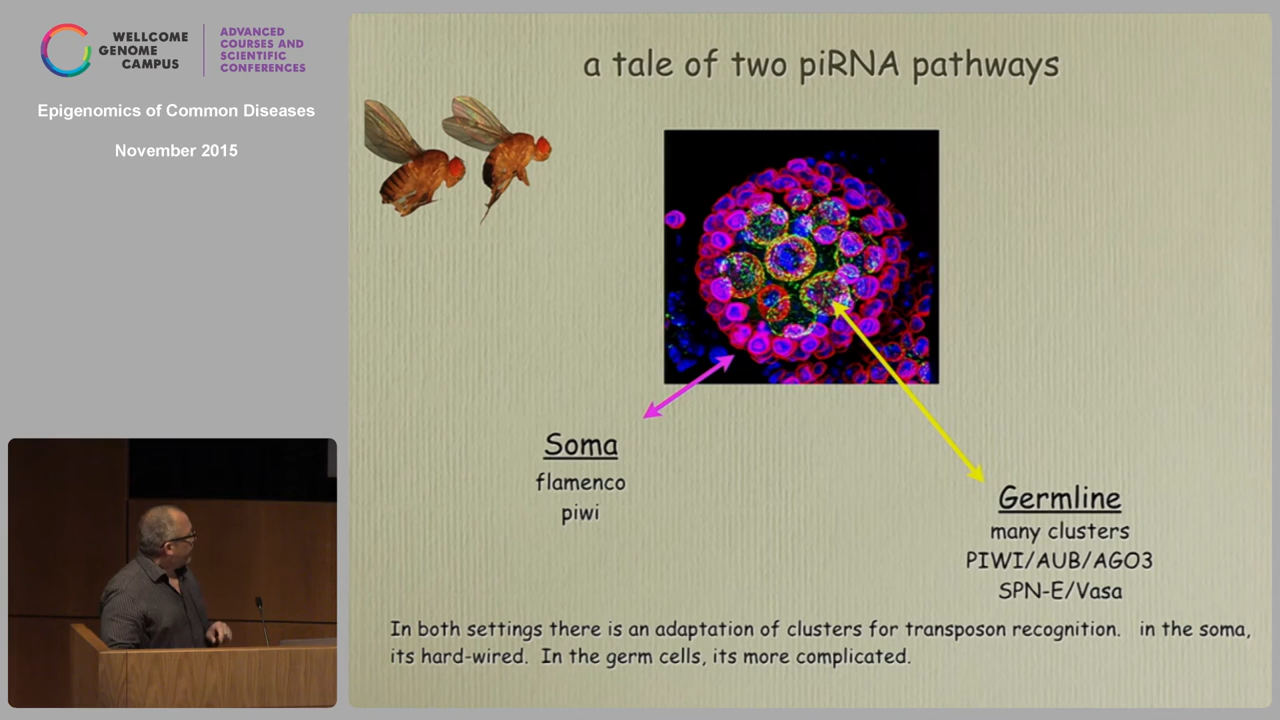 WELLCOME
GENOME
CAMPUS
ADVANCED
COURSES AND
SCIENTIFIC
CONFERENCES
Epigenomics of Common Diseases
November 2015
a tale of two piRNA pathways
Soma
flamenco
piwi
Germline
many clusters
PIWI/AUB/AGO3
SPN-E/Vasa
In both settings there is an adaptation of clusters for transposon recognition. in the soma,
its hard-wired. In the germ cells, its more complicated.